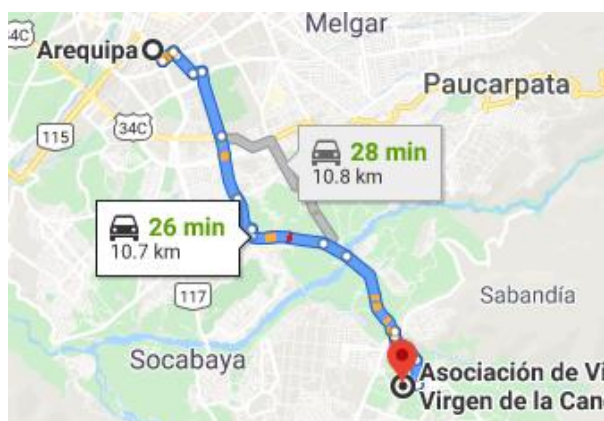 34C
Melgar
Arequipa
Paucarpata
115
34C
28 min
10.8 km
26 min
10.7 km
117
Sabandía
Socabaya
Asociación de Vi
Virgen de la Can